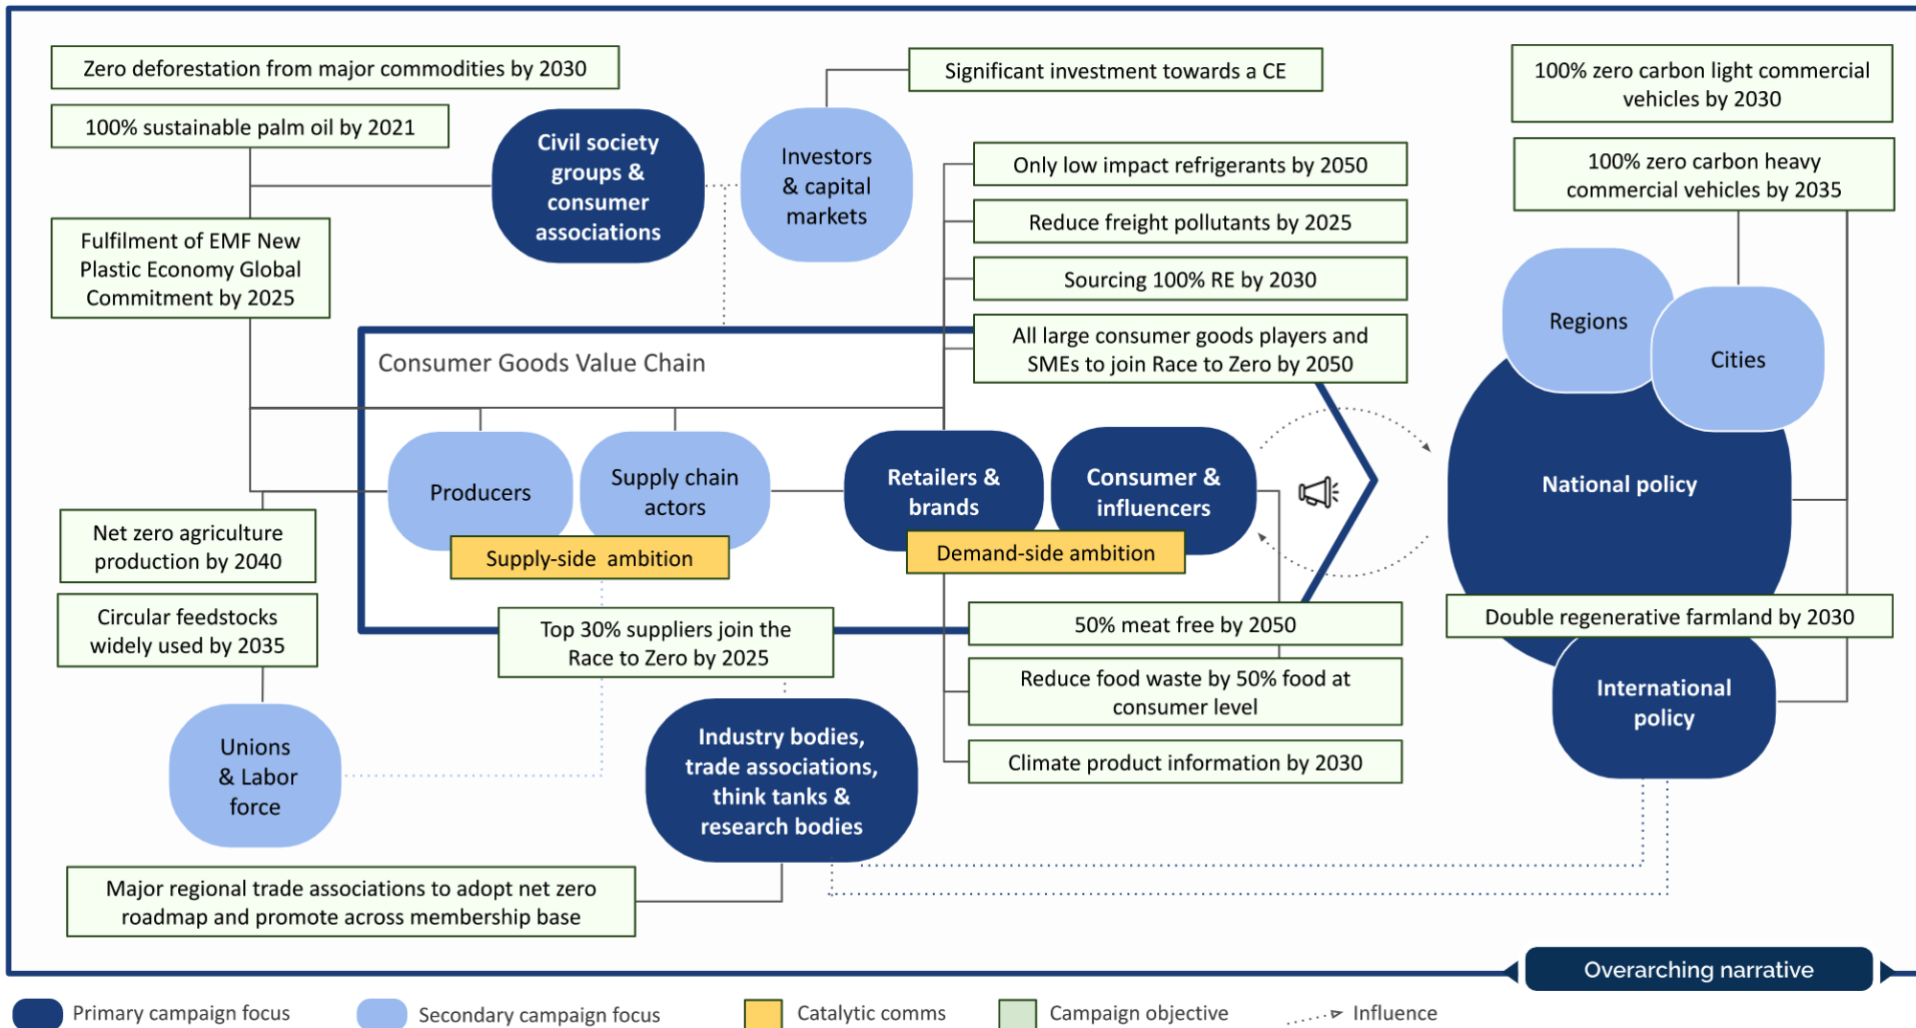 Zero deforestation from major commodities by 2030
100% sustainable palm oil by 2021
Civil society
groups &
consumer
associations
Investors
& capital
markets
Significant investment towards a CE
100% zero carbon light commercial
vehicles by 2030
100% zero carbon heavy
commercial vehicles by 2035
Fulfilment of EMF New
Plastic Economy Global
Commitment by 2025
Only low impact refrigerants by 2050
Reduce freight pollutants by 2025
Sourcing 100% RE by 2030
All large consumer goods players and
SMEs to join Race to Zero by 2050
Regions
Cities
Consumer Goods Value Chain
Producers
Supply chain
actors
Retailers &
brands
Consumer &
influencers
National policy
Supply-side ambition
Demand-side ambition
Net zero agriculture
production by 2040
Circular feedstocks
widely used by 2035
Top 30% suppliers join the
Race to Zero by 2025
50% meat free by 2050
Reduce food waste by 50% food at
consumer level
Climate product information by 2030
Double regenerative farmland by 2030
International
policy
Unions
& Labor
force
Industry bodies,
trade associations,
think tanks &
research bodies
Major regional trade associations to adopt net zero
roadmap and promote across membership base
Overarching narrative
Primary campaign focus
Secondary campaign focus
Catalytic comms
Campaign objective
Influence